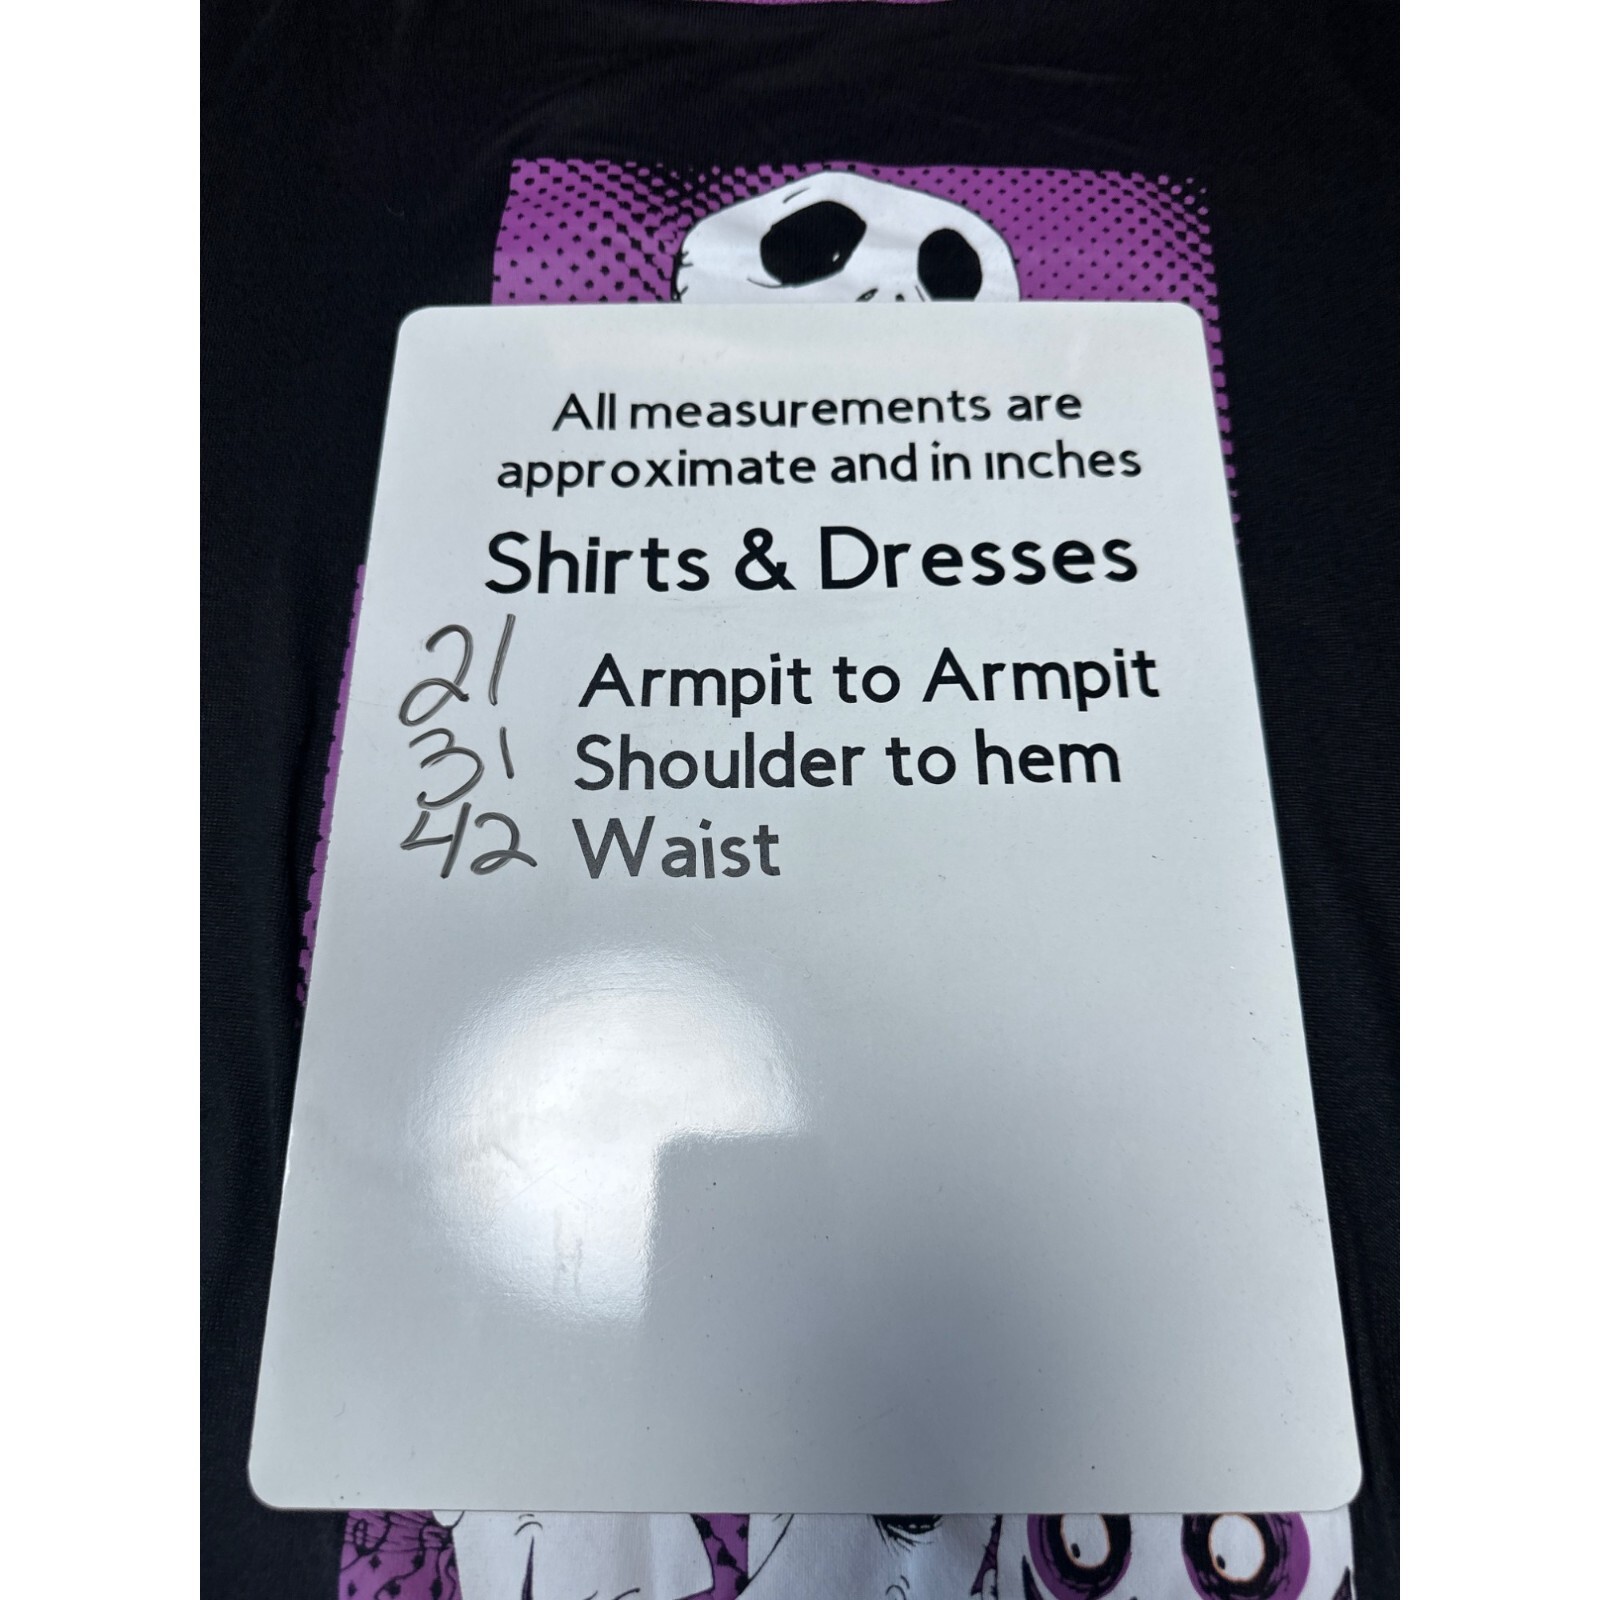 All measurements are
approximate and in inches
Shirts & Dresses
21 Armpit to Armpit
31 Shoulder to hem
42 Waist